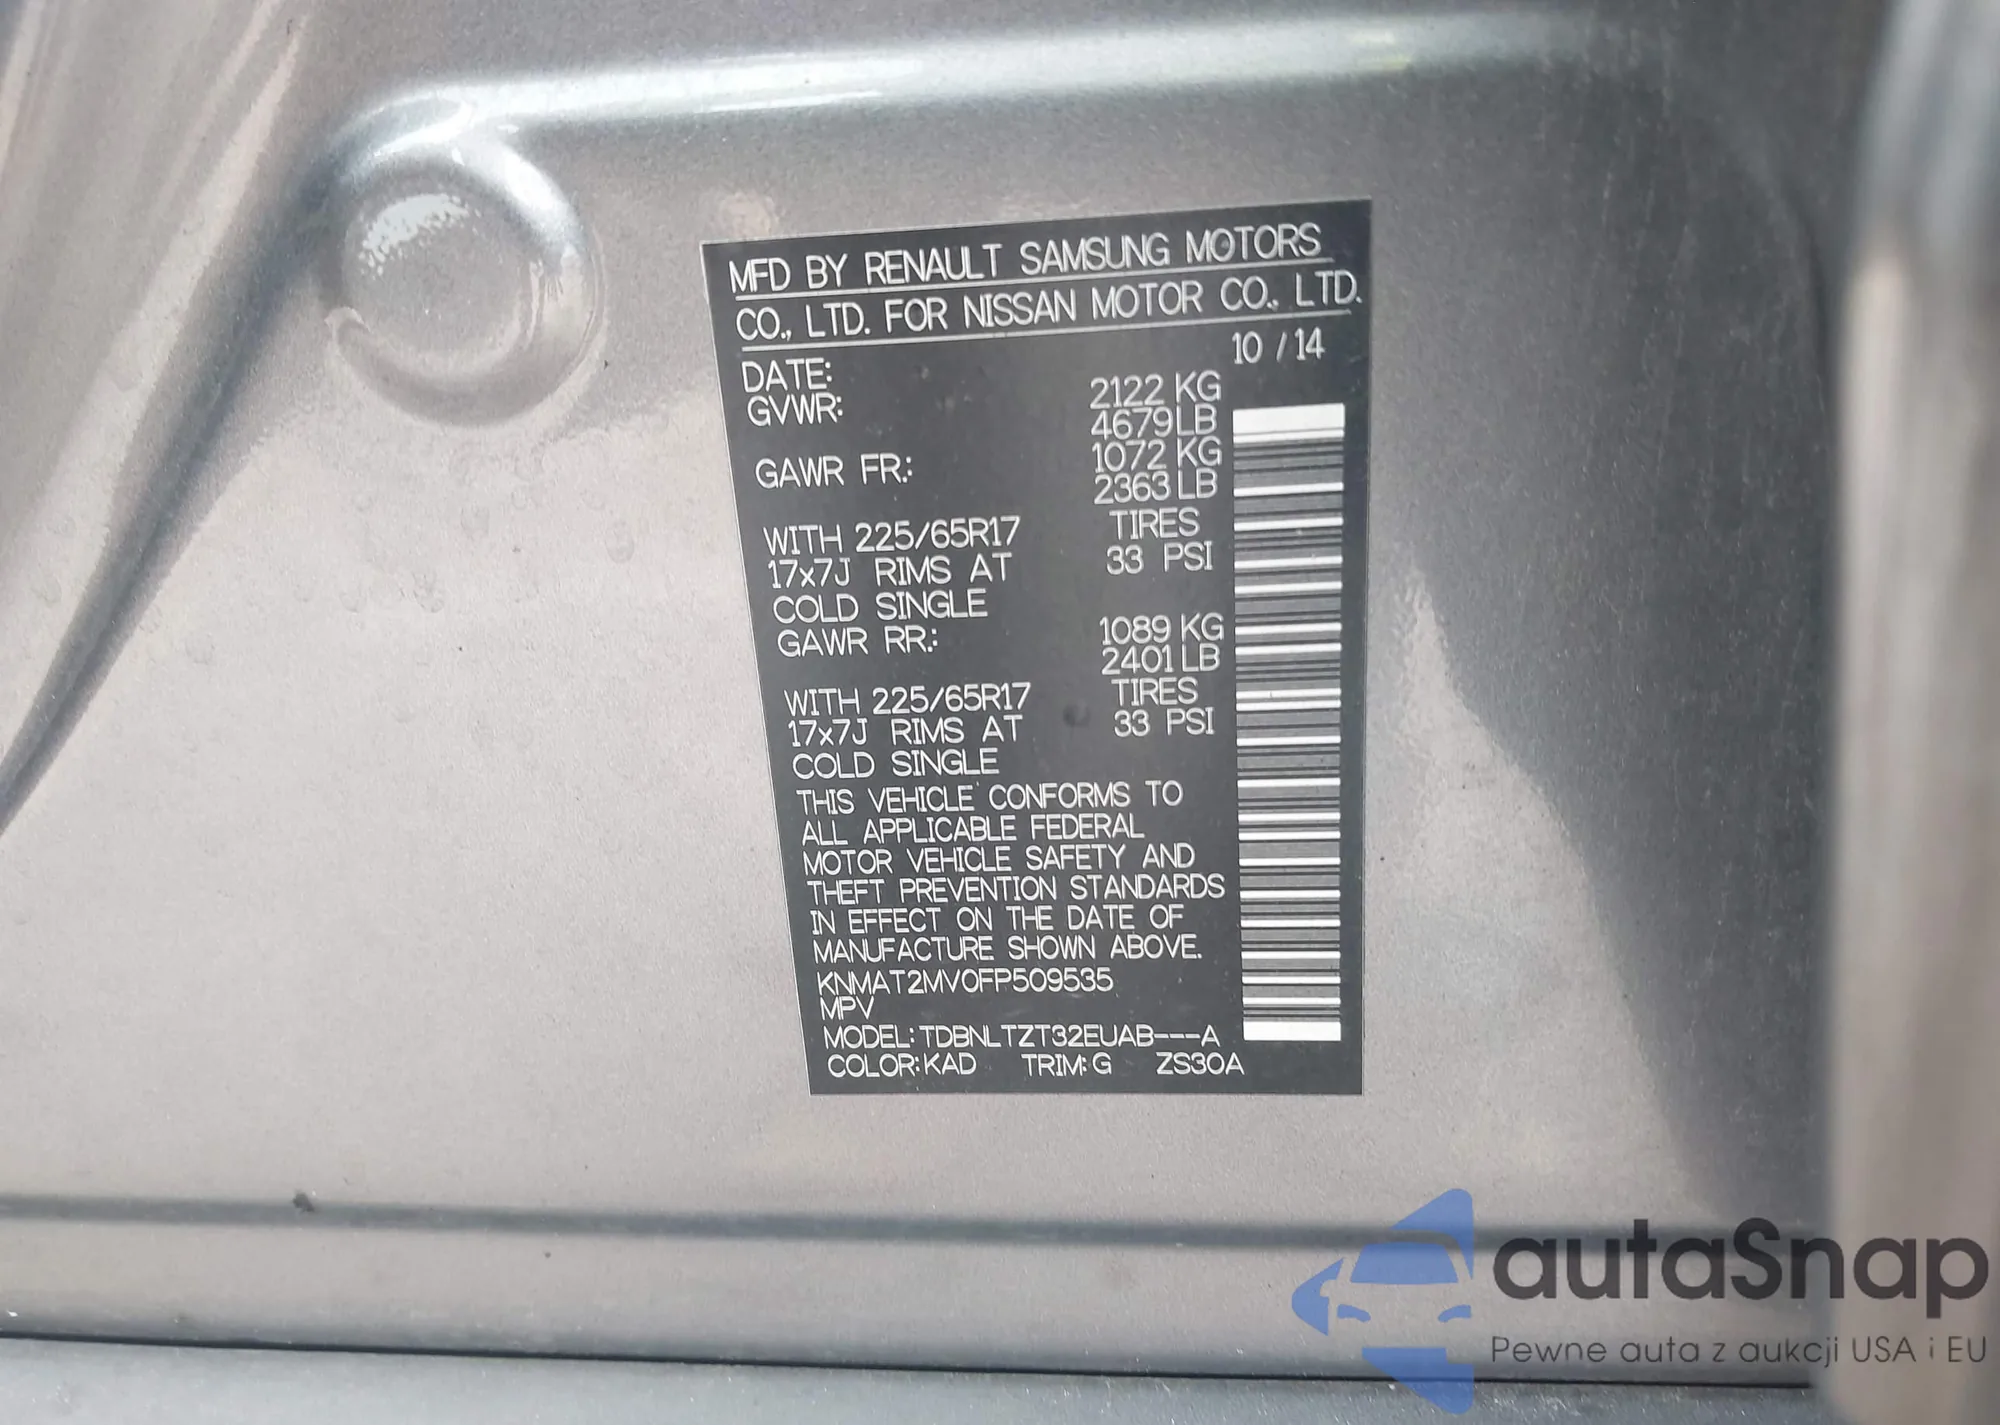 MFD BY RENAULT SAMSUNG MOTORS
CO., LTD. FOR NISSAN MOTOR CO., LTD.
DATE: 10 / 14
GVWR: 2122 KG
4679 LB
GAWR FR.: 1072 KG
2363 LB
WITH 225/65R17 TIRES
17x7J RIMS AT 33 PSI
COLD SINGLE
GAWR RR.: 1089 KG
2401 LB
WITH 225/65R17 TIRES
17x7J RIMS AT 33 PSI
COLD SINGLE
THIS VEHICLE CONFORMS TO
ALL APPLICABLE FEDERAL
MOTOR VEHICLE SAFETY AND
THEFT PREVENTION STANDARDS
IN EFFECT ON THE DATE OF
MANUFACTURE SHOWN ABOVE.
KNMAT2MV0FP509535
MPV
MODEL: TDBNLTZT32EUAB---A
COLOR: KAD TRIM: G ZS30A
autaSnap
Pewne auta z aukcji USA i EU